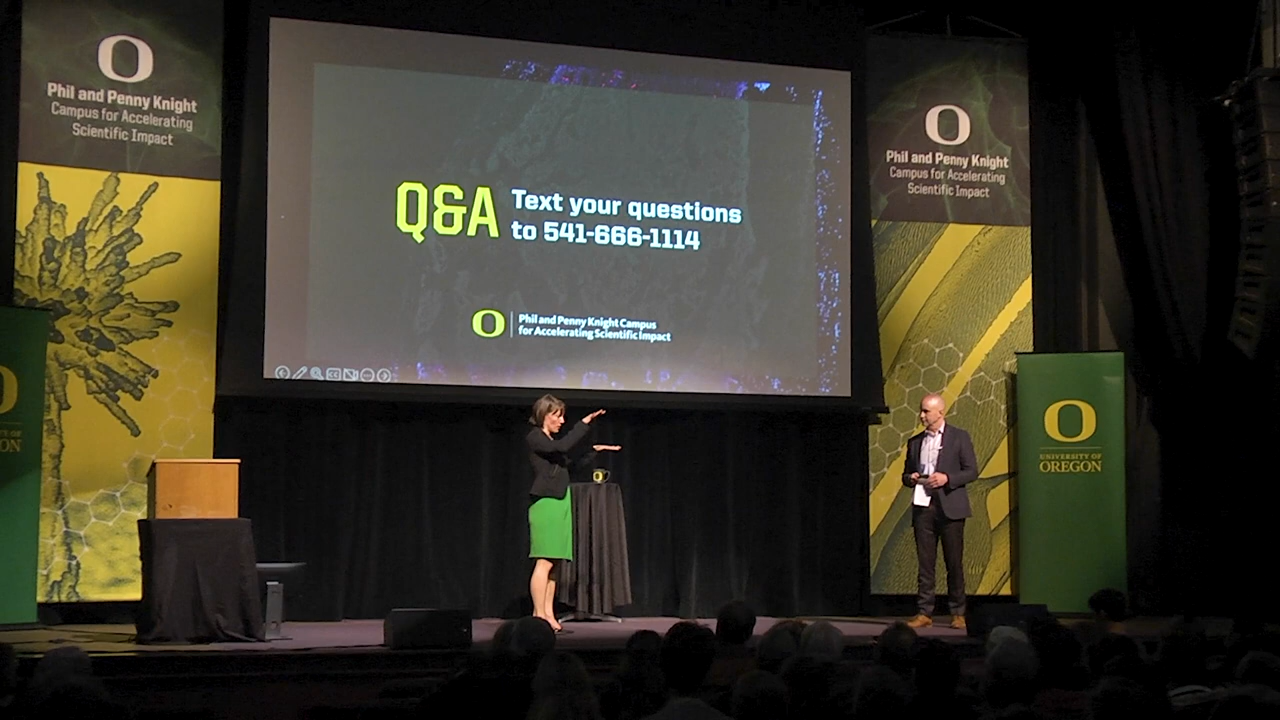 O
Phil and Penny Knight
Campus for Accelerating
Scientific Impact
Q&A
Text your questions
to 541-666-1114
O
Phil and Penny Knight Campus
for Accelerating Scientific Impact
O
Phil and Penny Knight
Campus for Accelerating
Scientific Impact
O
UNIVERSITY OF
OREGON